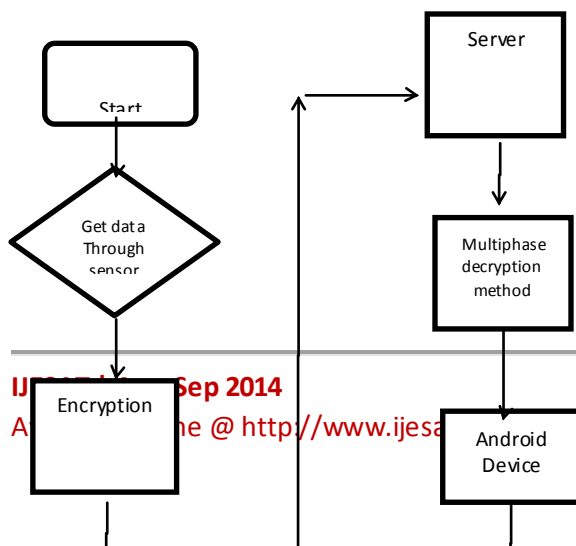 Start
Get data
Through
sensor
Encryption
Server
Multiphase
decryption
method
Android
Device
Sep 2014
@ http://www.ijesa